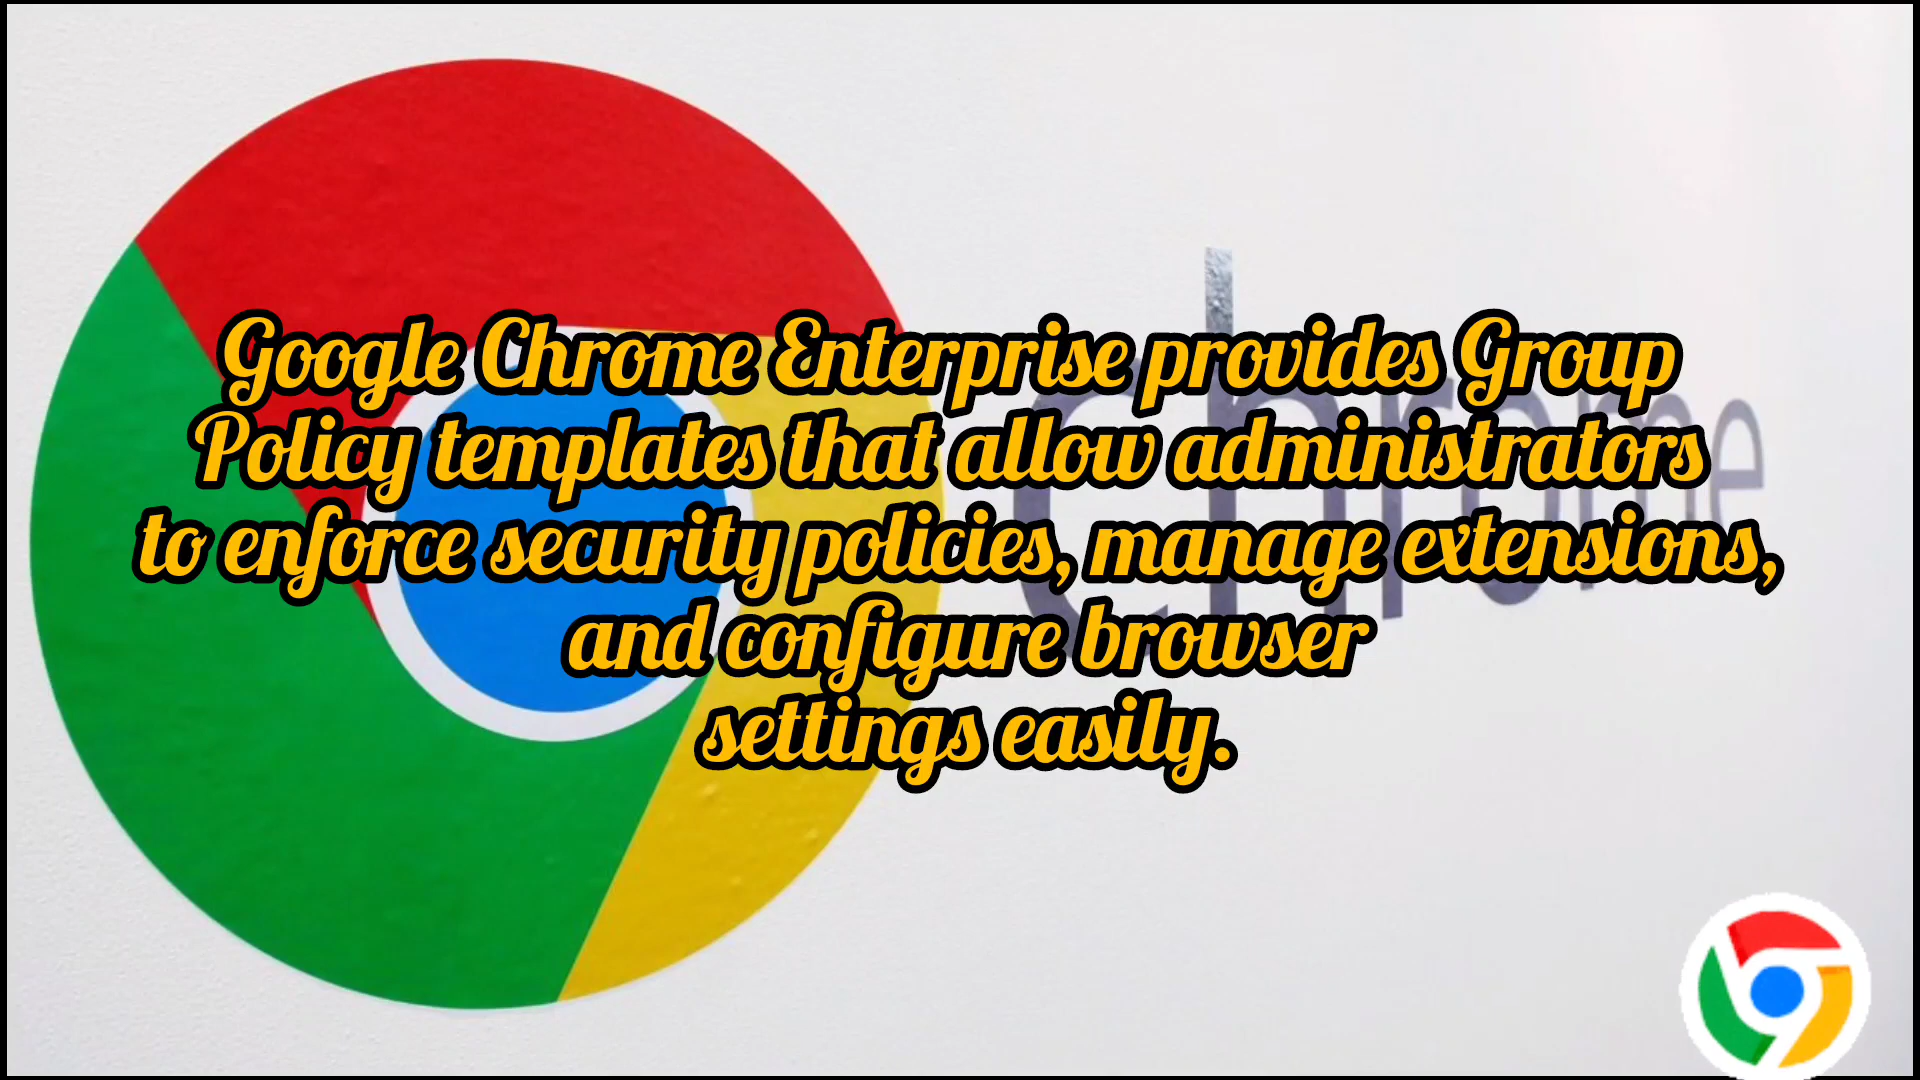 Google Chrome Enterprise provides Group
Policy templates that allow administrators
to enforce security policies, manage extensions,
and configure browser
settings easily.
chrome